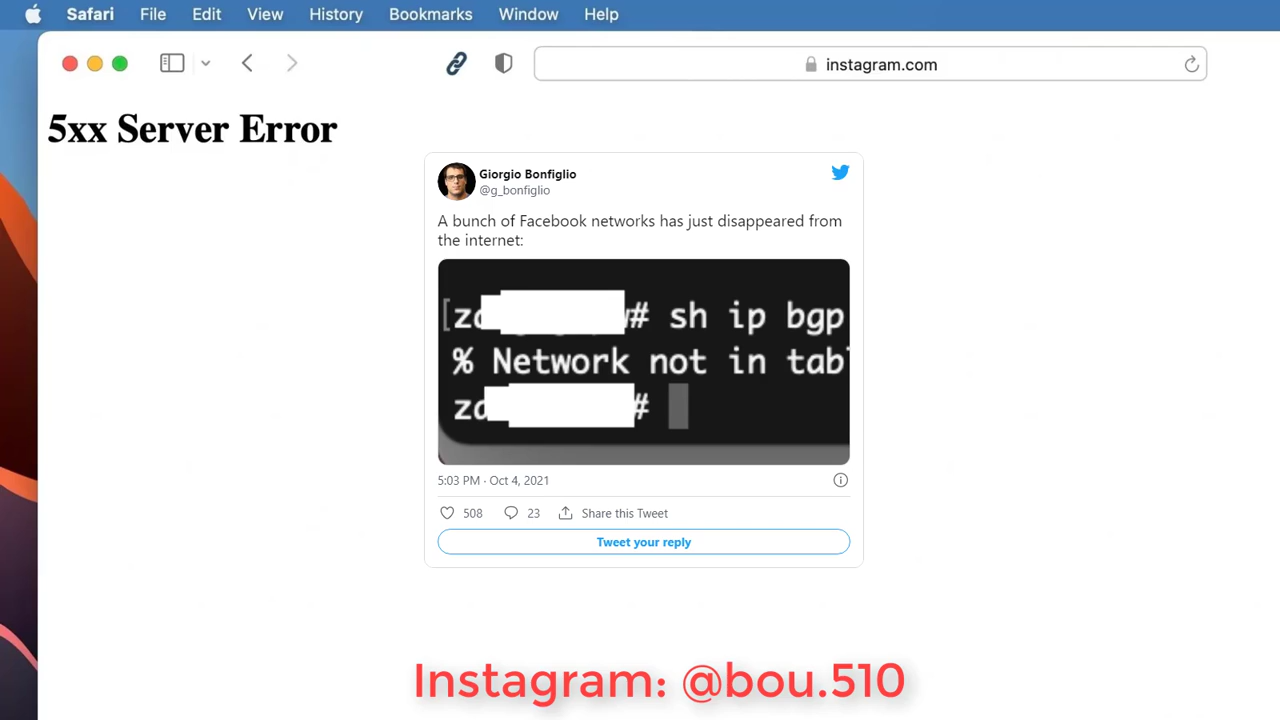 Safari File Edit View History Bookmarks Window Help
instagram.com
5xx Server Error
Giorgio Bonfiglio
@g_bonfiglio
A bunch of Facebook networks has just disappeared from
the internet:
[zc # sh ip bgp
% Network not in tab
zc #
5:03 PM · Oct 4, 2021
508 23 Share this Tweet
Tweet your reply
Instagram: @bou.510